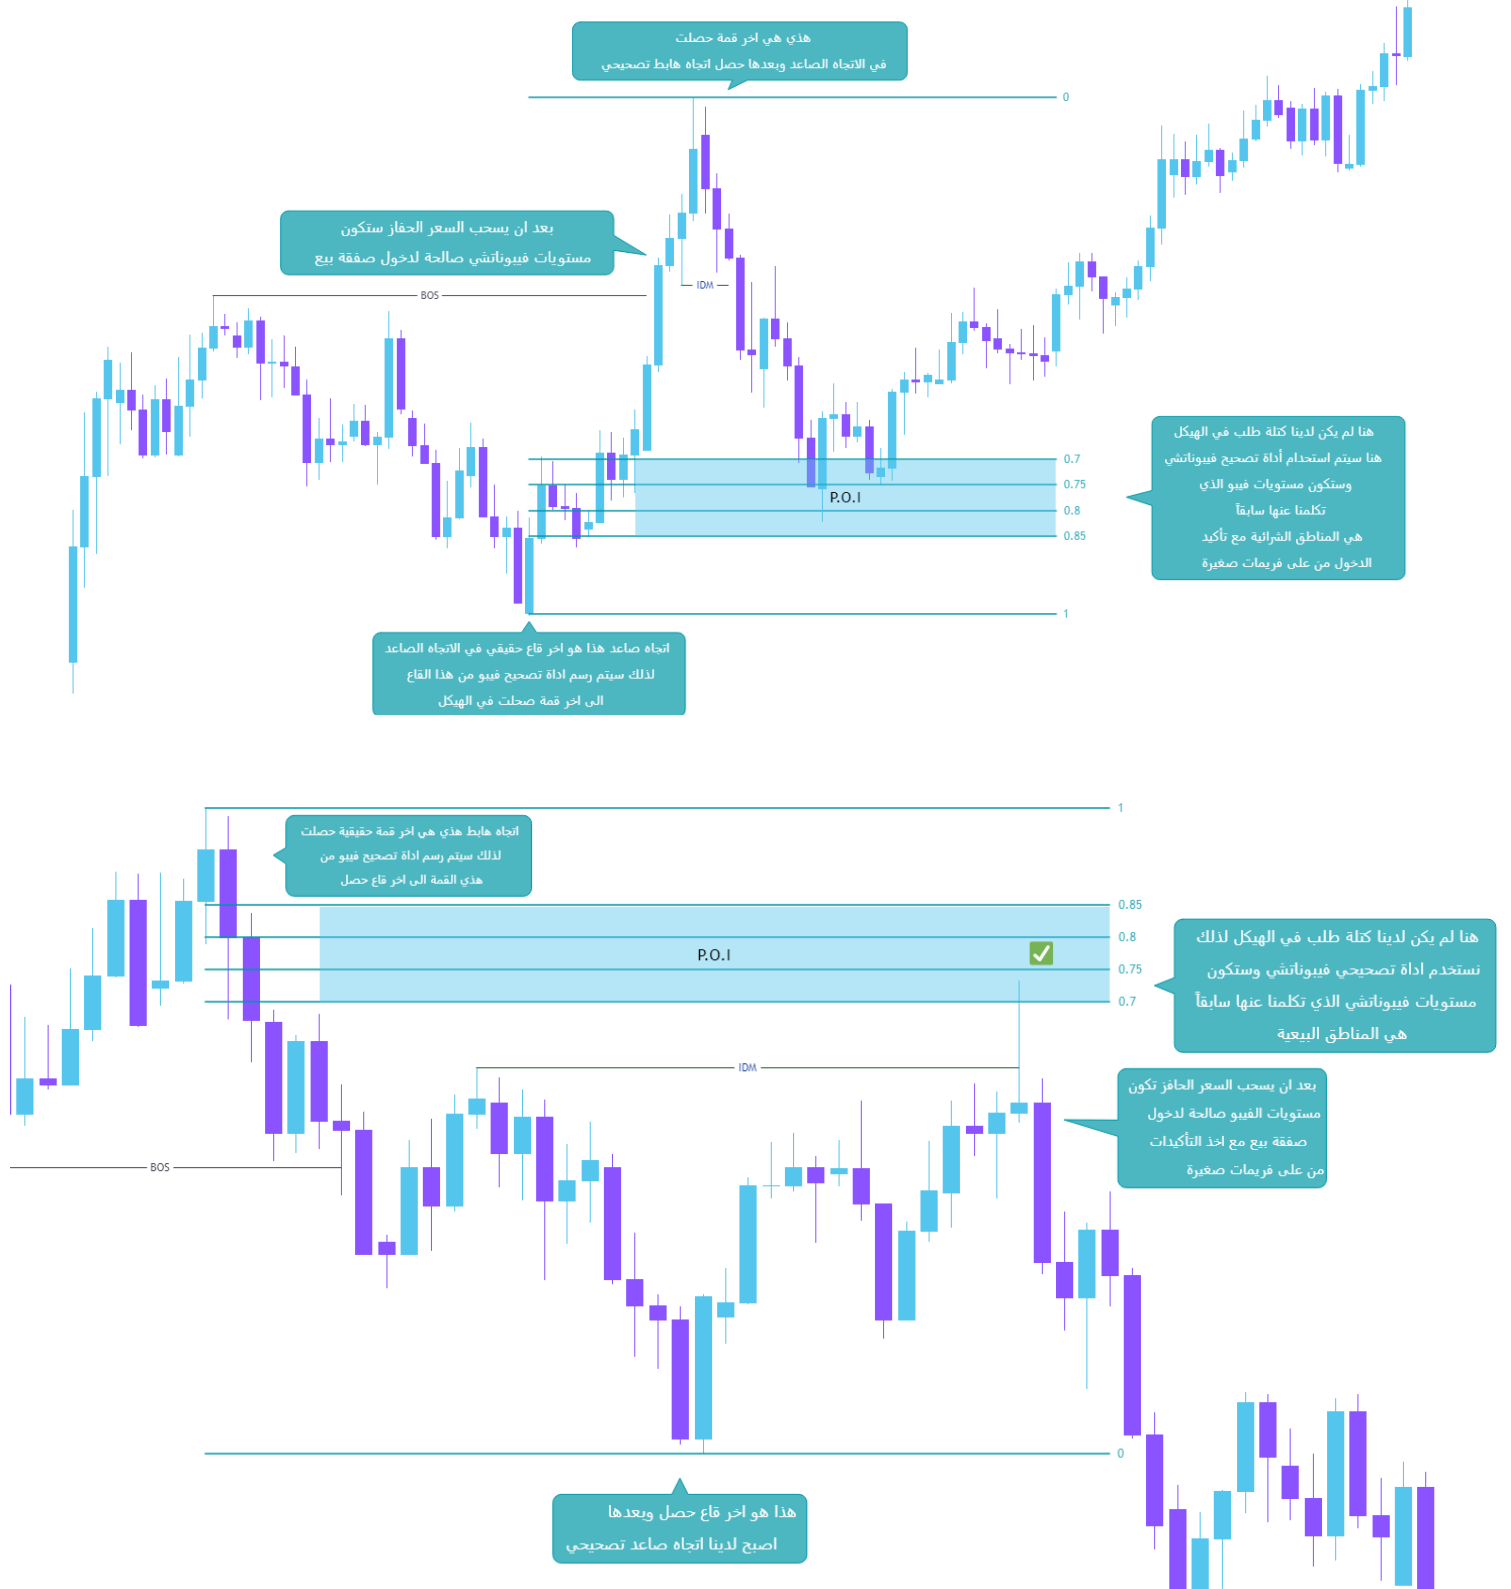 هذي هي اخر قمة حصلت
في الاتجاه الصاعد وبعدها حصل اتجاه هابط تصحيحي
0
بعد ان يسحب السعر الحفاز ستكون
مستويات فيبوناتشي صالحة لدخول صفقة بيع
IDM
BOS
هنا لم يكن لدينا كتلة طلب في الهيكل
هنا سيتم استخدام أداة تصحيح فيبوناتشي
وستكون مستويات فيبو الذي
تكلمنا عنها سابقاً
هي المناطق الشرائية مع تأكيد
الدخول من على فريمات صغيرة
0.7
0.75
P.O.I
0.8
0.85
1
اتجاه صاعد هذا هو اخر قاع حقيقي في الاتجاه الصاعد
لذلك سيتم رسم اداة تصحيح فيبو من هذا القاع
الى اخر قمة صحلت في الهيكل
1
اتجاه هابط هذي هي اخر قمة حقيقية حصلت
لذلك سيتم رسم اداة تصحيح فيبو من
هذي القمة الى اخر قاع حصل
0.85
0.8
P.O.I
0.75
0.7
هنا لم يكن لدينا كتلة طلب في الهيكل لذلك
نستخدم اداة تصحيحي فيبوناتشي وستكون
مستويات فيبوناتشي الذي تكلمنا عنها سابقاً
هي المناطق البيعية
IDM
بعد ان يسحب السعر الحافز تكون
مستويات الفيبو صالحة لدخول
صفقة بيع مع اخذ التأكيدات
من على فريمات صغيرة
BOS
0
هذا هو اخر قاع حصل وبعدها
اصبح لدينا اتجاه صاعد تصحيحي